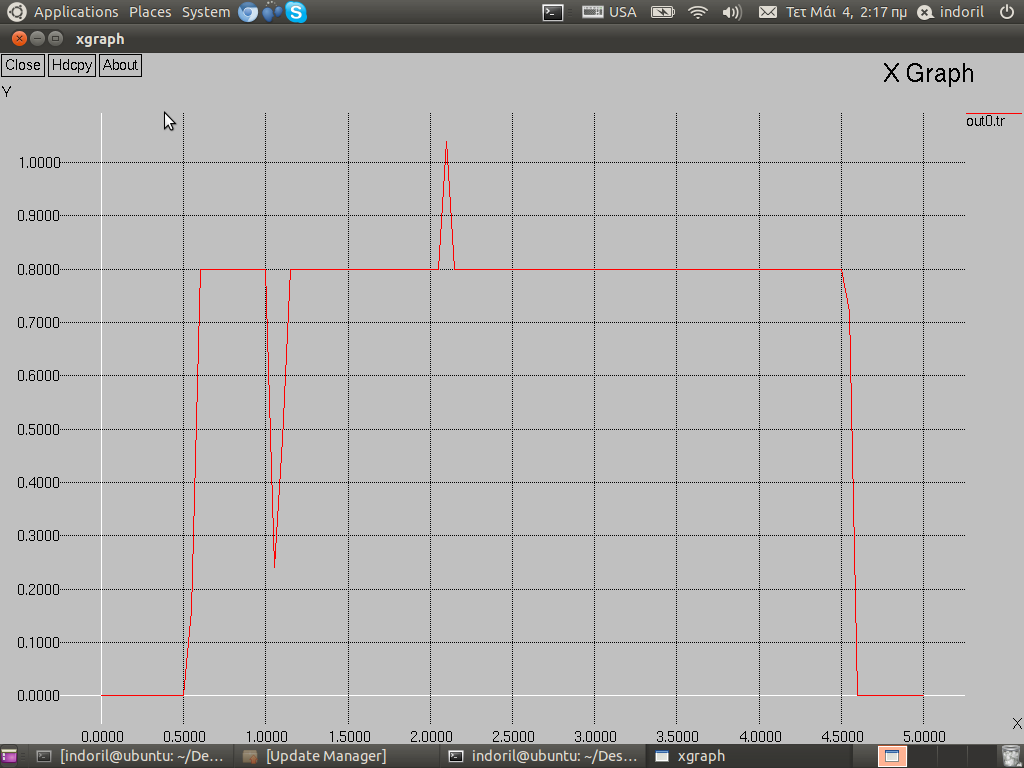 Applications Places System USA Τετ Μάι 4, 2:17 πμ indoril
xgraph
Close Hdcpy About
X Graph
Y
out0.tr
1.0000
0.9000
0.8000
0.7000
0.6000
0.5000
0.4000
0.3000
0.2000
0.1000
0.0000
X
0.0000 0.5000 1.0000 1.5000 2.0000 2.5000 3.0000 3.5000 4.0000 4.5000 5.0000
[indoril@ubuntu: ~/De... [Update Manager] indoril@ubuntu: ~/Des... xgraph